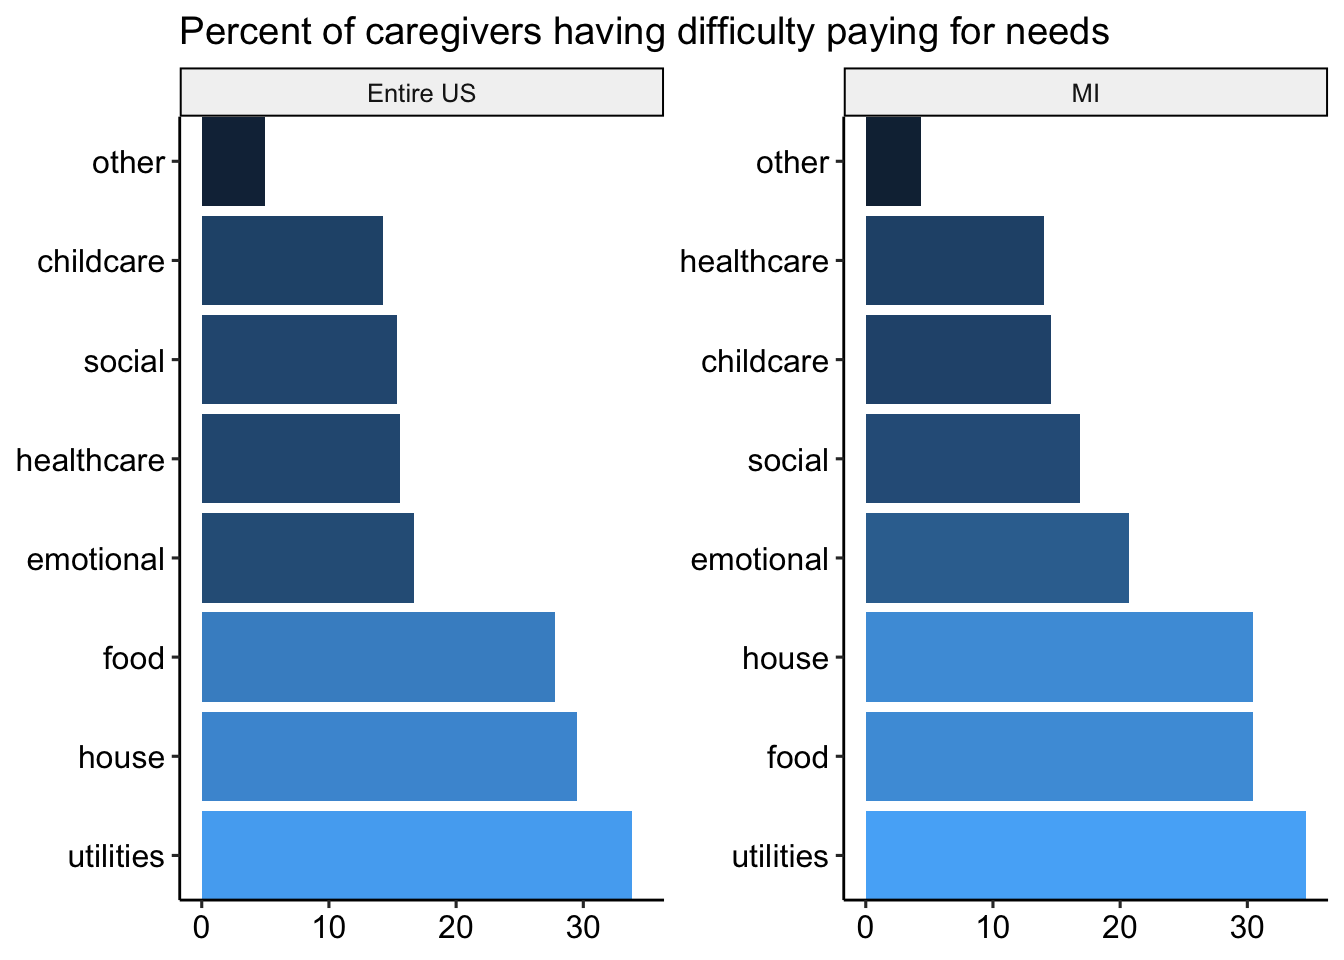 Percent of caregivers having difficulty paying for needs
Entire US
other
childcare
social
healthcare
emotional
food
house
utilities
0 10 20 30
MI
other
healthcare
childcare
social
emotional
house
food
utilities
0 10 20 30